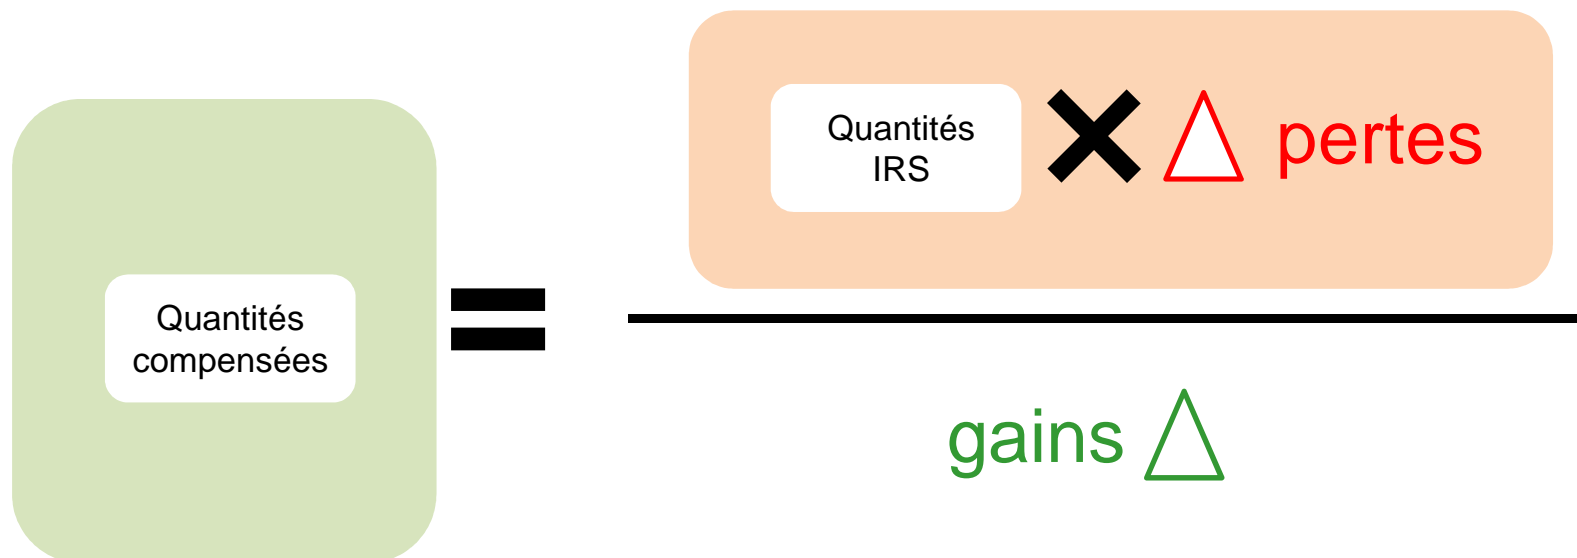 Quantités
compensées
=
Quantités
IRS
× △ pertes
gains △